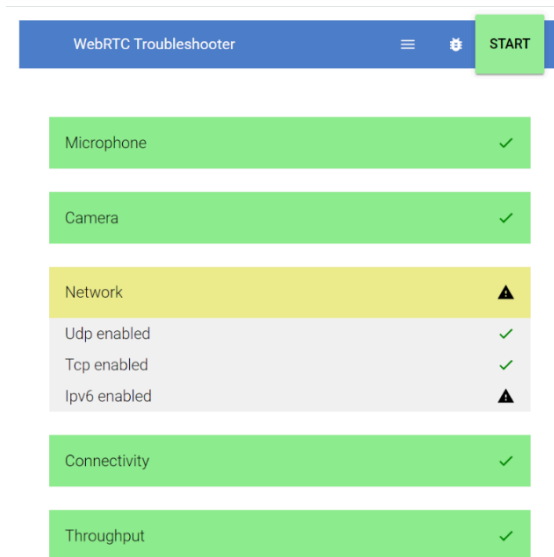 WebRTC Troubleshooter
START
Microphone
Camera
Network
Udp enabled
Tcp enabled
Ipv6 enabled
Connectivity
Throughput